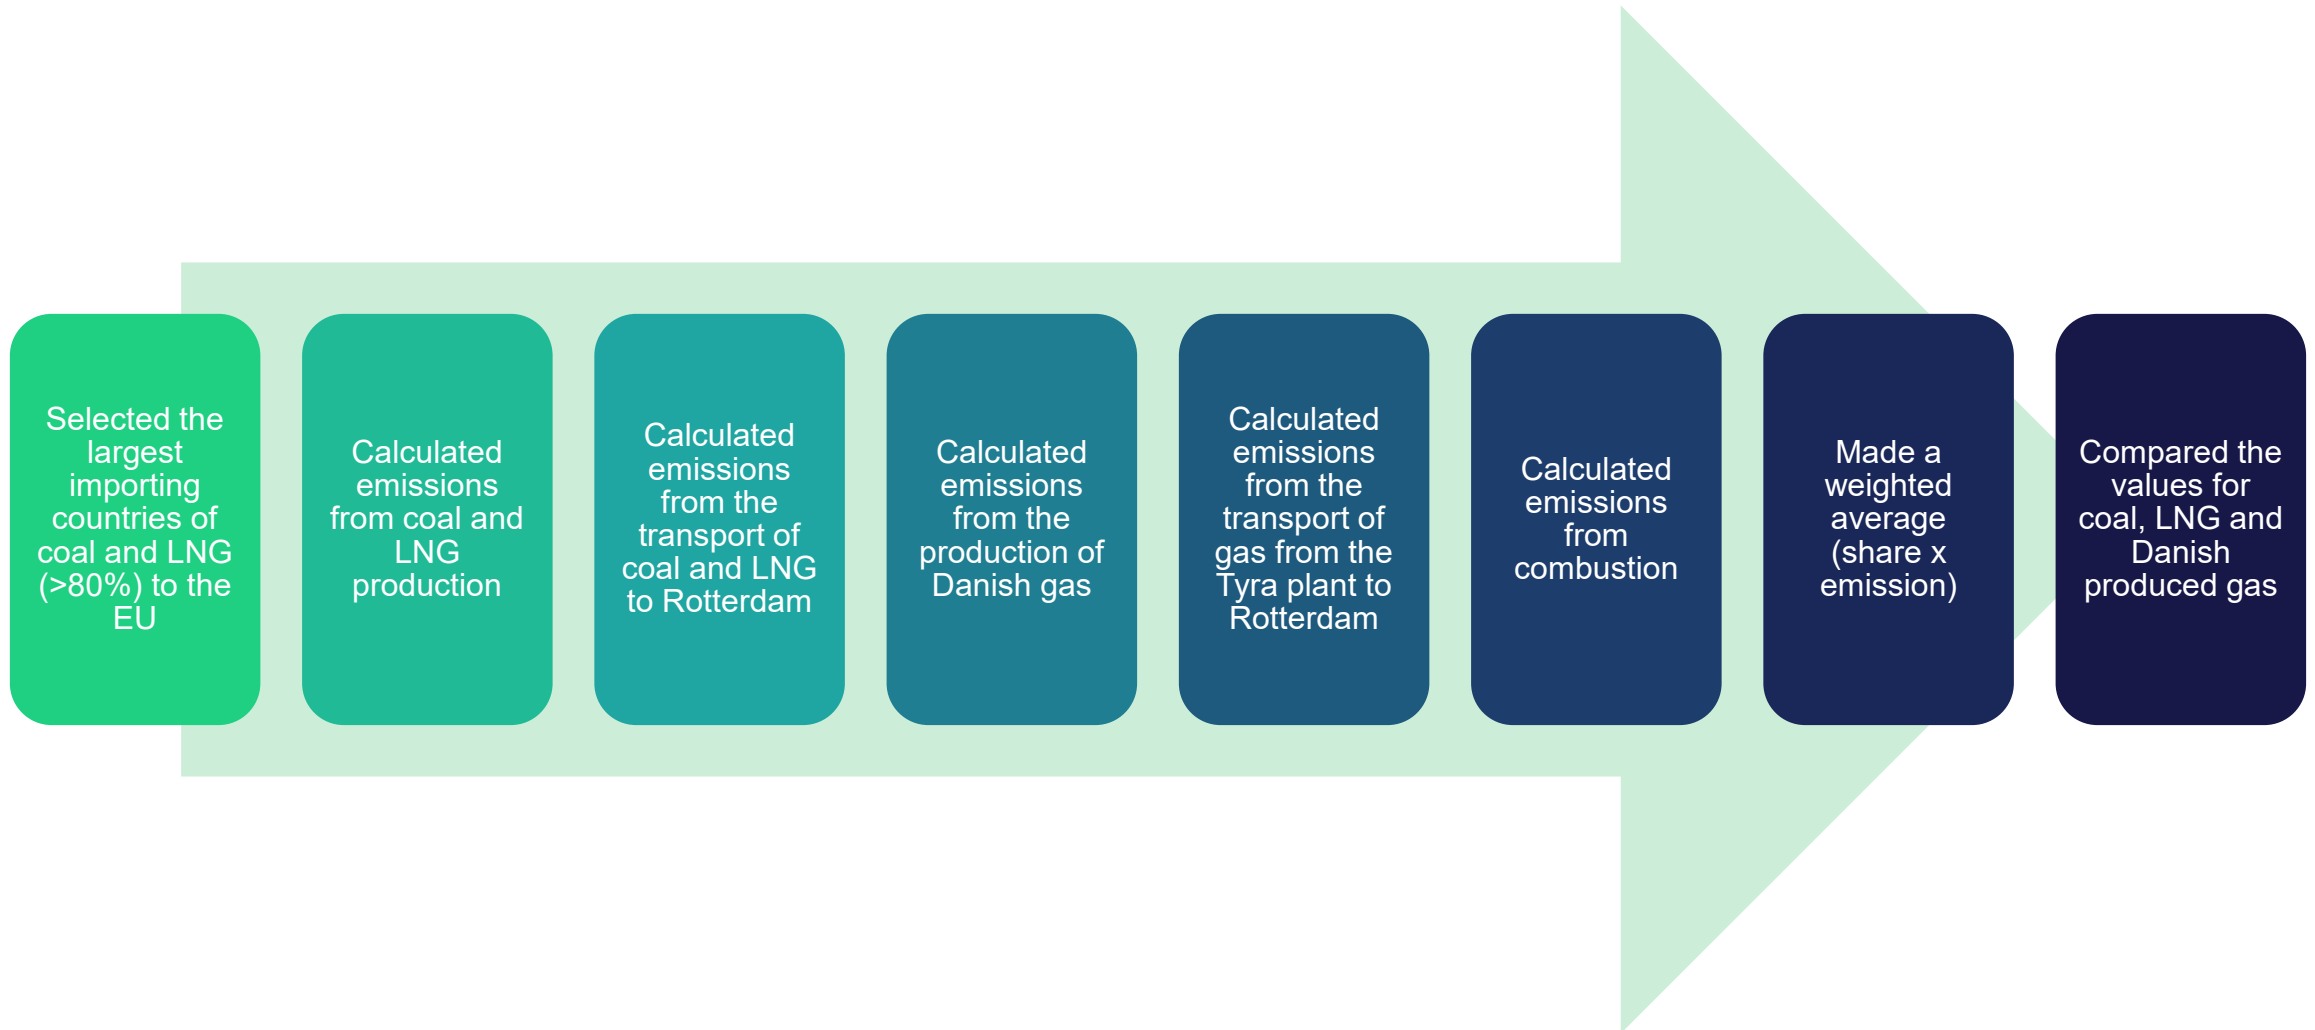 Selected the
largest
importing
countries of
coal and LNG
(>80%) to the
EU
Calculated
emissions
from coal and
LNG
production
Calculated
emissions
from the
transport of
coal and LNG
to Rotterdam
Calculated
emissions
from the
production of
Danish gas
Calculated
emissions
from the
transport of
gas from the
Tyra plant to
Rotterdam
Calculated
emissions
from
combustion
Made a
weighted
average
(share x
emission)
Compared the
values for
coal, LNG and
Danish
produced gas